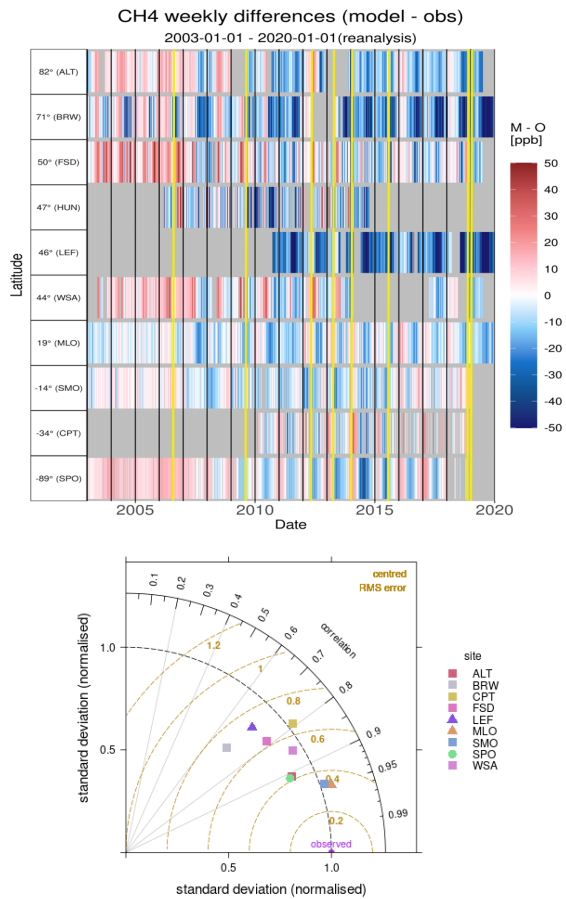 CH4 weekly differences (model - obs)
2003-01-01 - 2020-01-01(reanalysis)
82° (ALT)
71° (BRW)
50° (FSD)
47° (HUN)
46° (LEF)
44° (WSA)
19° (MLO)
-14° (SMO)
-34° (CPT)
-89° (SPO)
Latitude
2005
2010
2015
2020
Date
M - O
[ppb]
50
40
30
20
10
0
-10
-20
-30
-40
-50
centred
RMS error
0.1
0.2
0.3
0.4
0.5
0.6
0.7
0.8
0.9
0.95
0.99
correlation
1.2
1
0.8
0.6
0.4
0.2
observed
1.0
0.5
standard deviation (normalised)
0.5
1.0
standard deviation (normalised)
site
ALT
BRW
CPT
FSD
LEF
MLO
SMO
SPO
WSA